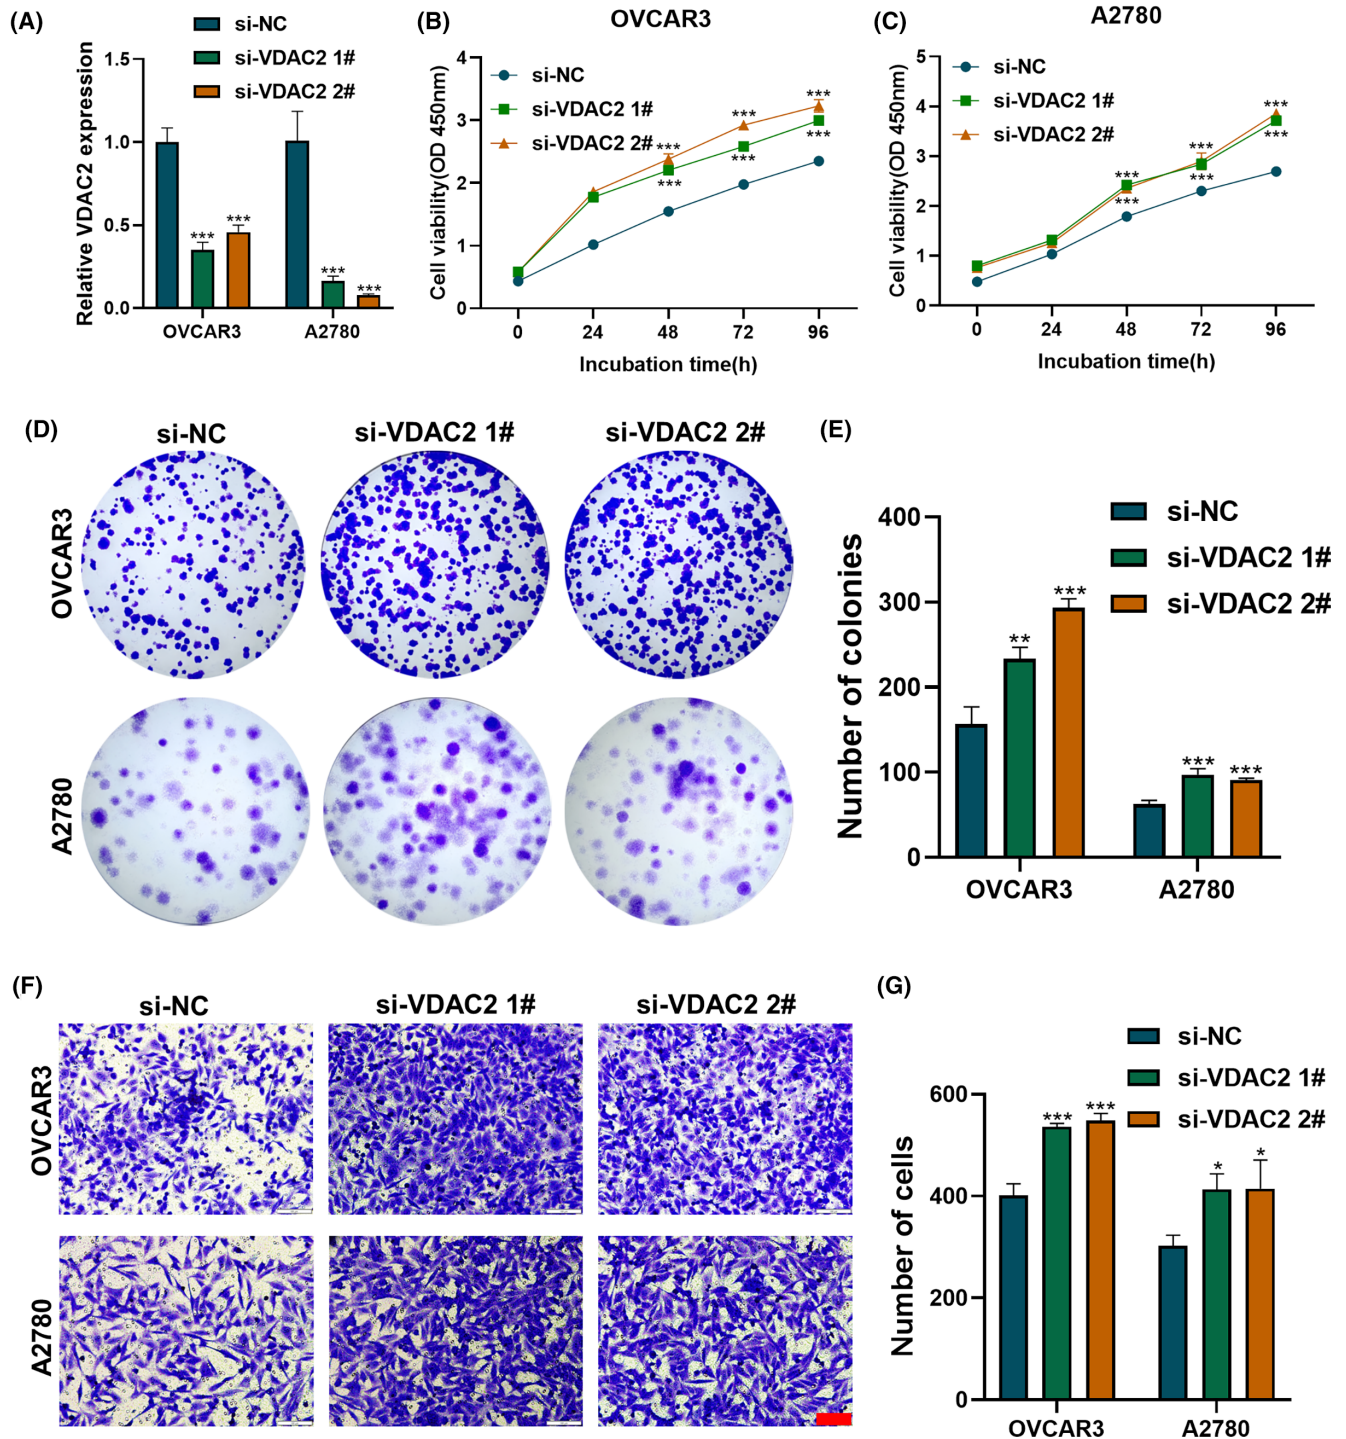 (A)
si-NC
si-VDAC2 1#
si-VDAC2 2#
Relative VDAC2 expression
1.5
1.0
0.5
0.0
***
***
***
***
OVCAR3
A2780
(B)
OVCAR3
si-NC
si-VDAC2 1#
si-VDAC2 2#
Cell viability(OD 450nm)
4
3
2
1
0
***
***
***
***
***
***
0
24
48
72
96
Incubation time(h)
(C)
A2780
si-NC
si-VDAC2 1#
si-VDAC2 2#
Cell viability(OD 450nm)
5
4
3
2
1
0
***
***
***
***
***
***
0
24
48
72
96
Incubation time(h)
(D)
si-NC
si-VDAC2 1#
si-VDAC2 2#
OVCAR3
A2780
(E)
si-NC
si-VDAC2 1#
si-VDAC2 2#
Number of colonies
400
300
200
100
0
**
***
***
***
OVCAR3
A2780
(F)
si-NC
si-VDAC2 1#
si-VDAC2 2#
OVCAR3
A2780
(G)
si-NC
si-VDAC2 1#
si-VDAC2 2#
Number of cells
600
400
200
0
***
***
*
*
OVCAR3
A2780